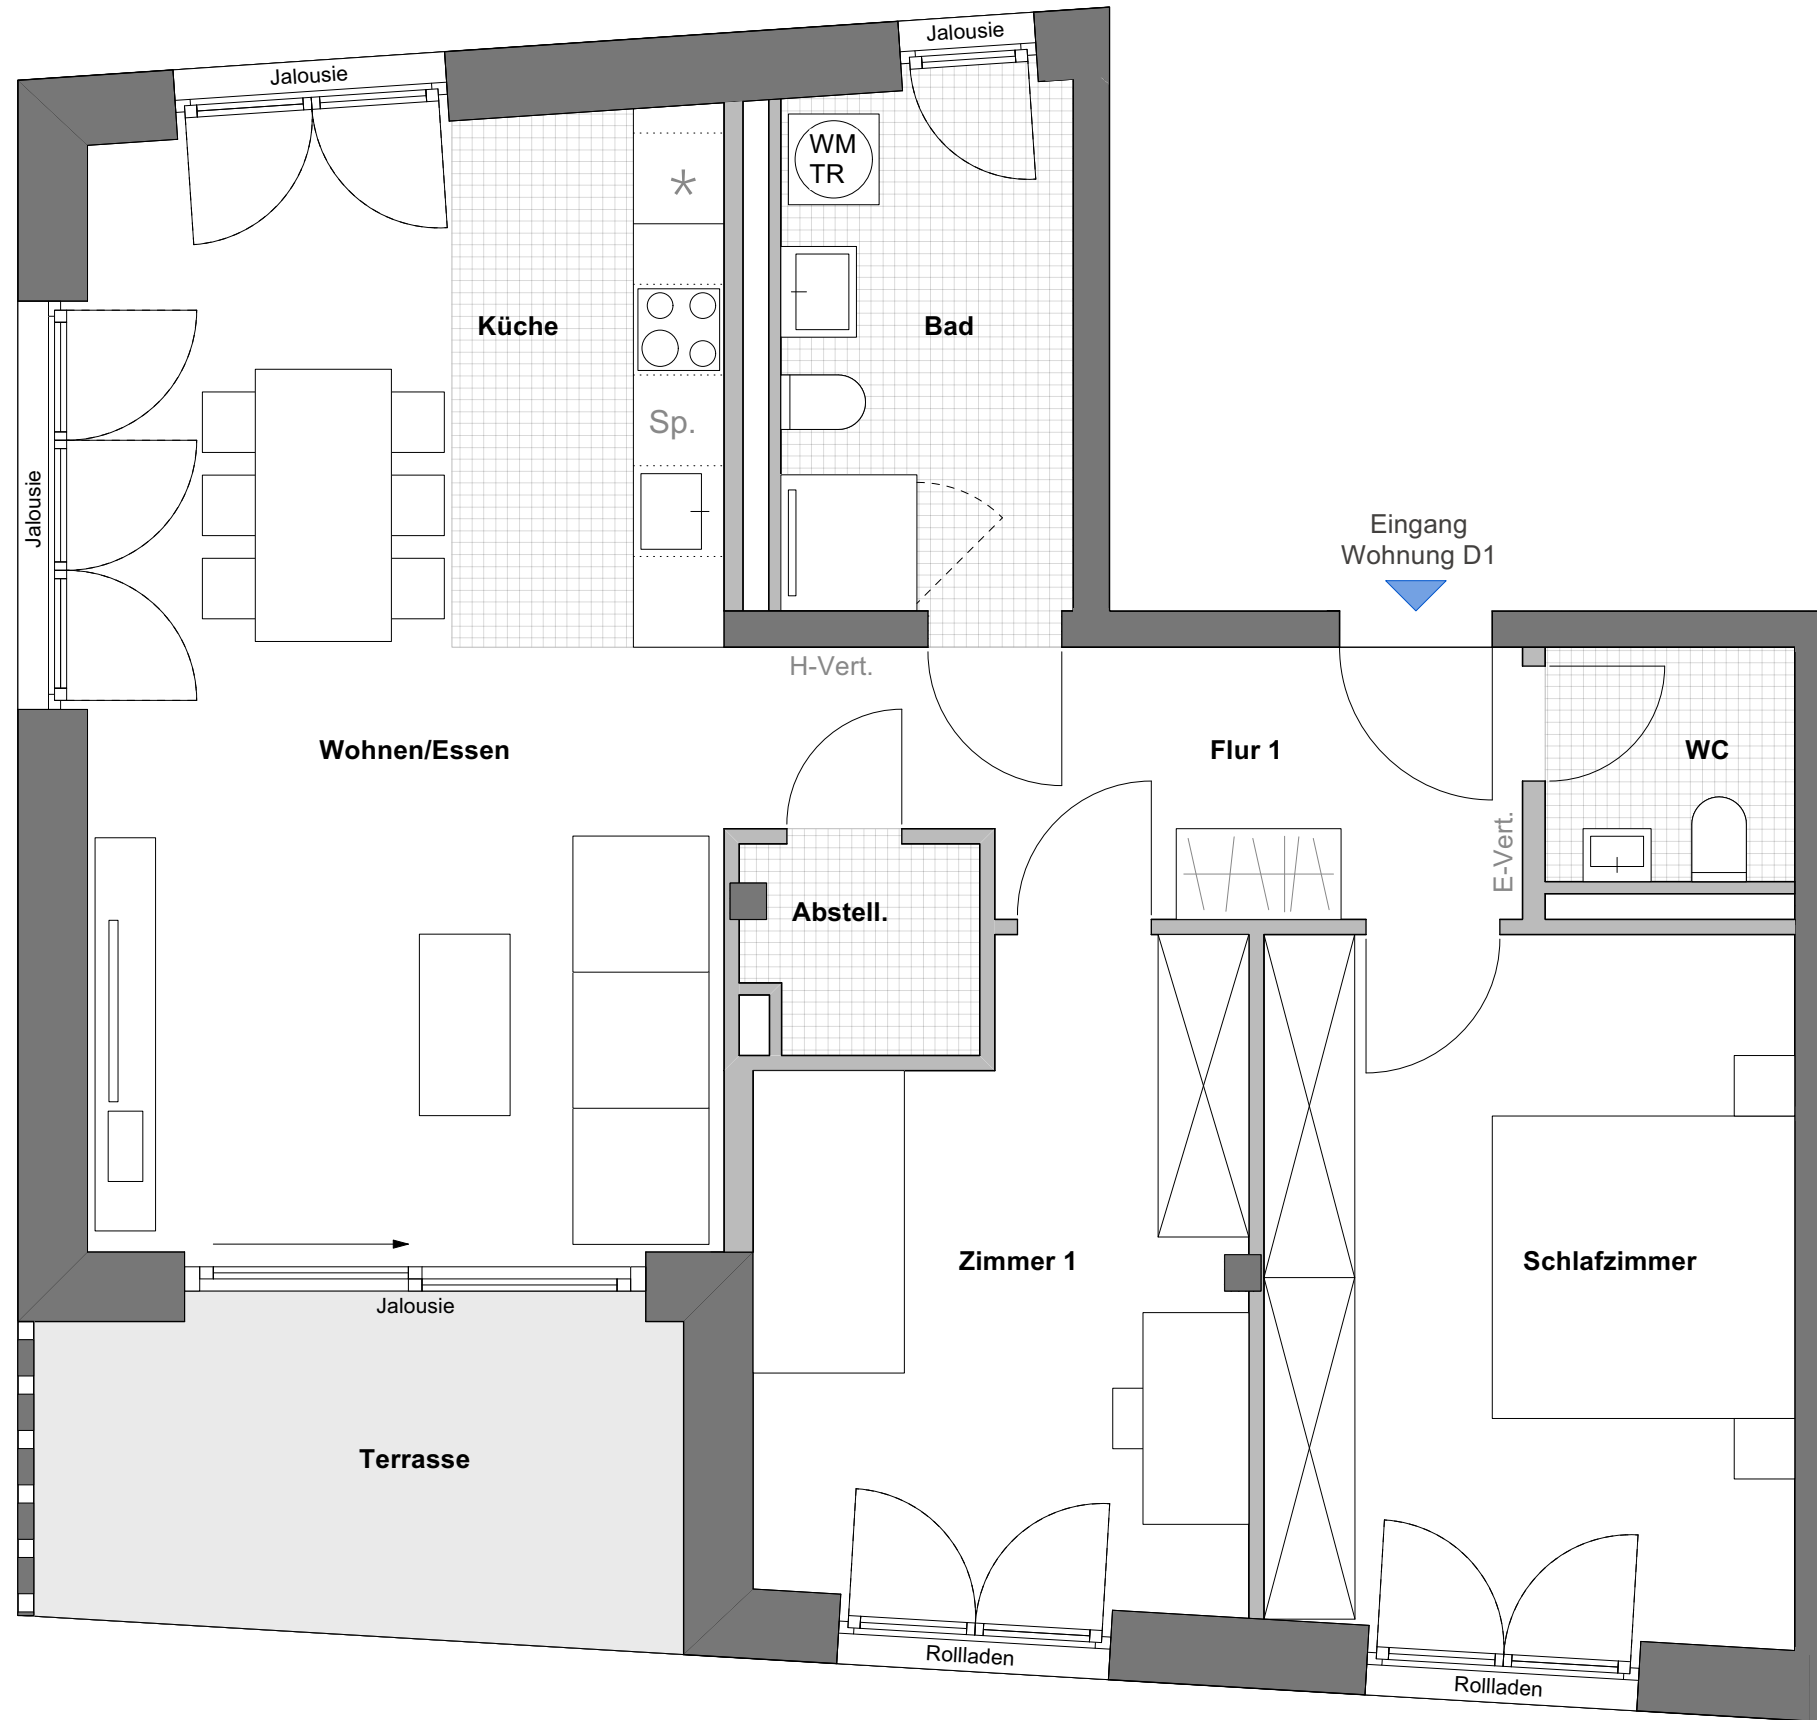 Jalousie
Jalousie
WM
TR
Küche
Bad
Sp.
Jalousie
Eingang
Wohnung D1
H-Vert.
Wohnen/Essen
Flur 1
WC
E-Vert.
Abstell.
Zimmer 1
Schlafzimmer
Jalousie
Terrasse
Rollladen
Rollladen